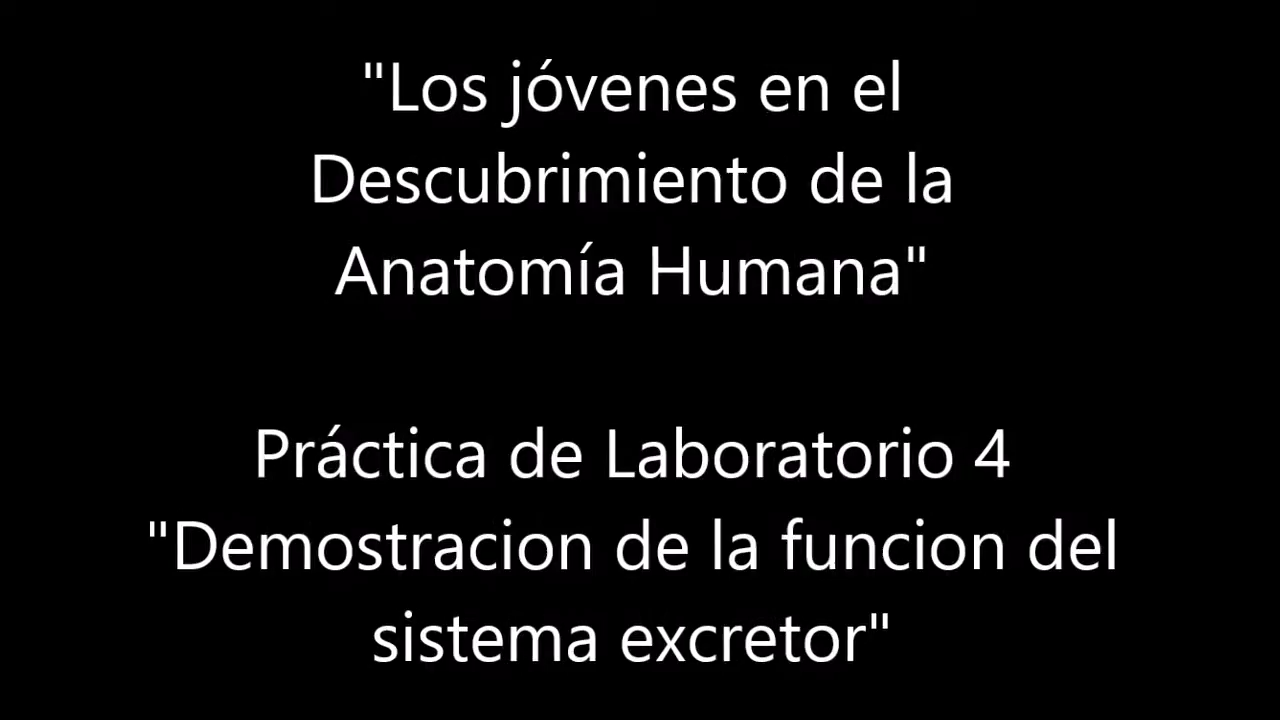 "Los jóvenes en el
Descubrimiento de la
Anatomía Humana"
Práctica de Laboratorio 4
"Demostracion de la funcion del
sistema excretor"